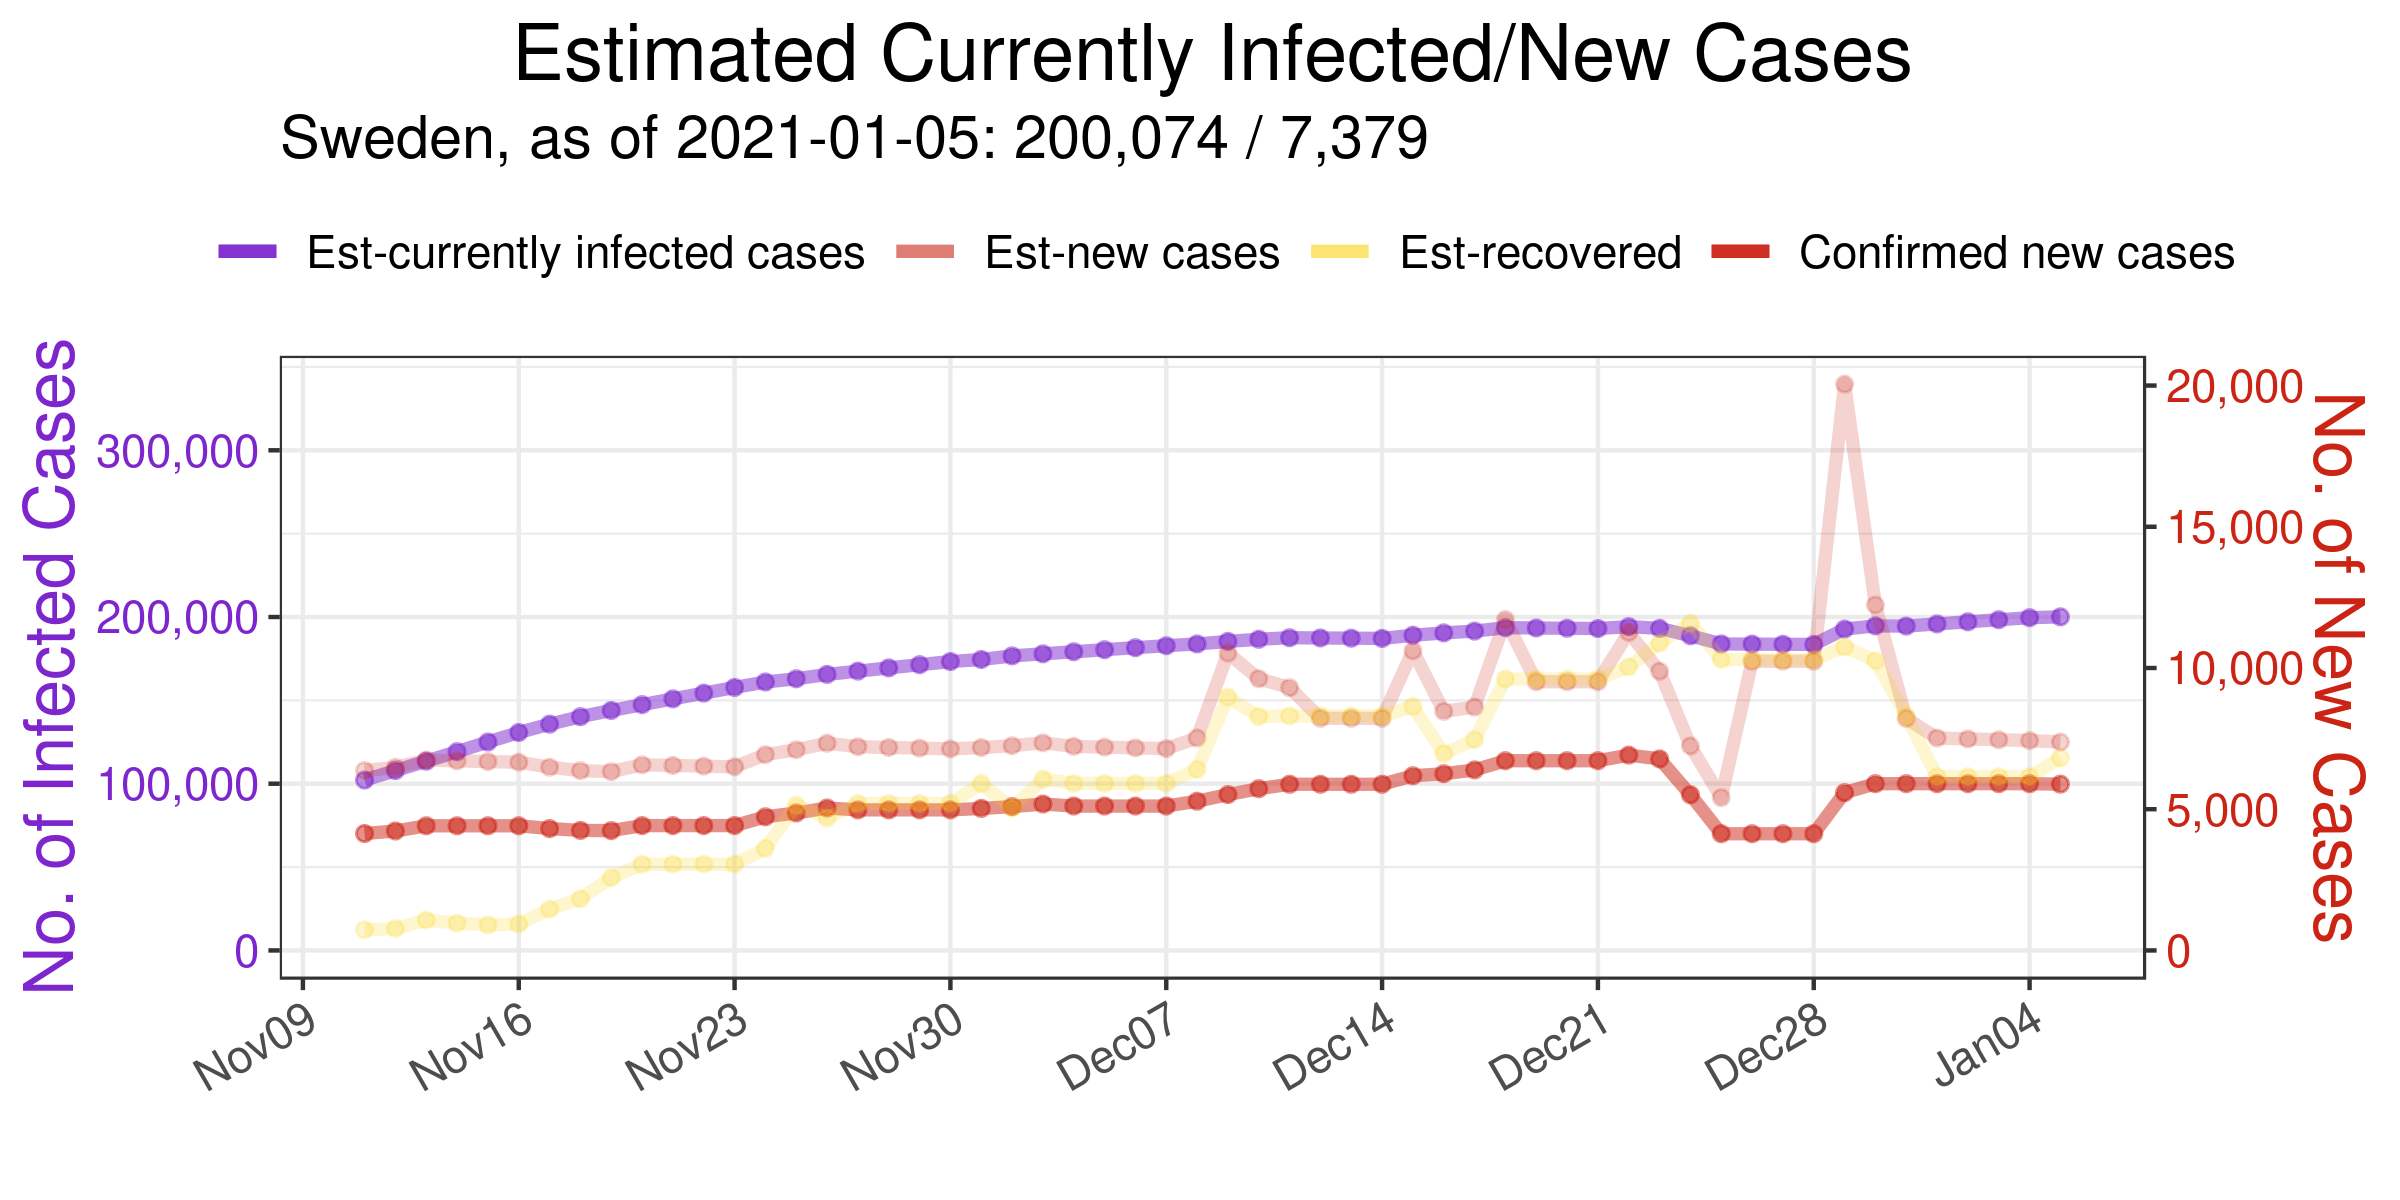 Estimated Currently Infected/New Cases
Sweden, as of 2021-01-05: 200,074 / 7,379
Est-currently infected cases Est-new cases Est-recovered Confirmed new cases
No. of Infected Cases
300,000
200,000
100,000
0
20,000
15,000
10,000
5,000
0
No. of New Cases
Nov09 Nov16 Nov23 Nov30 Dec07 Dec14 Dec21 Dec28 Jan04